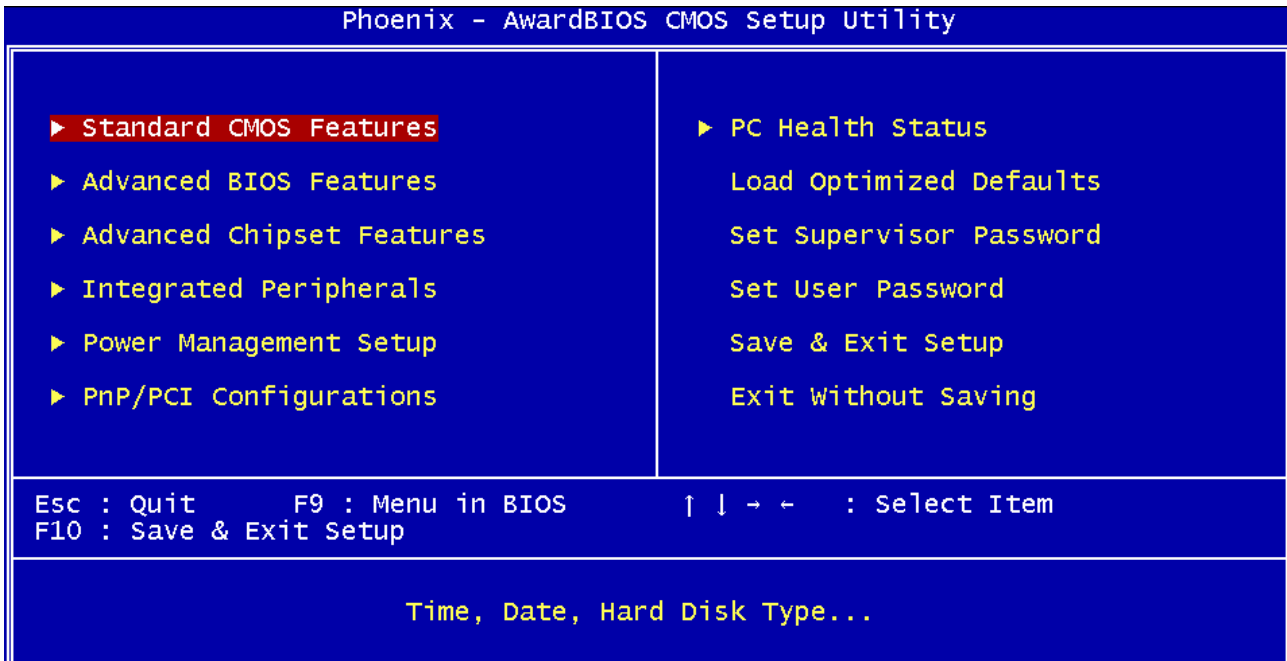 Phoenix - AwardBIOS CMOS Setup Utility
▶ Standard CMOS Features
▶ Advanced BIOS Features
▶ Advanced Chipset Features
▶ Integrated Peripherals
▶ Power Management Setup
▶ PnP/PCI Configurations
▶ PC Health Status
Load Optimized Defaults
Set Supervisor Password
Set User Password
Save & Exit Setup
Exit Without Saving
Esc : Quit F9 : Menu in BIOS ↑ ↓ → ← : Select Item
F10 : Save & Exit Setup
Time, Date, Hard Disk Type...